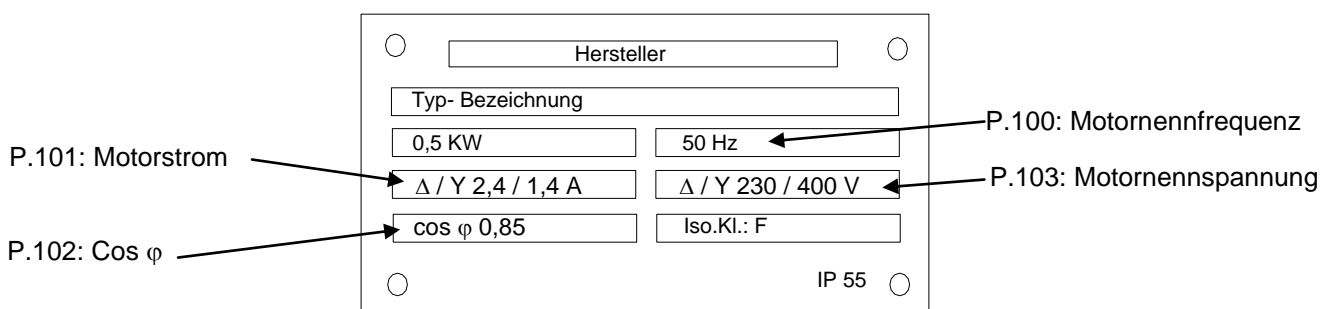 Hersteller
Typ- Bezeichnung
0,5 KW
50 Hz
P.100: Motornennfrequenz
P.101: Motorstrom
Δ / Y 2,4 / 1,4 A
Δ / Y 230 / 400 V
P.103: Motornennspannung
cos φ 0,85
Iso.Kl.: F
P.102: Cos φ
IP 55